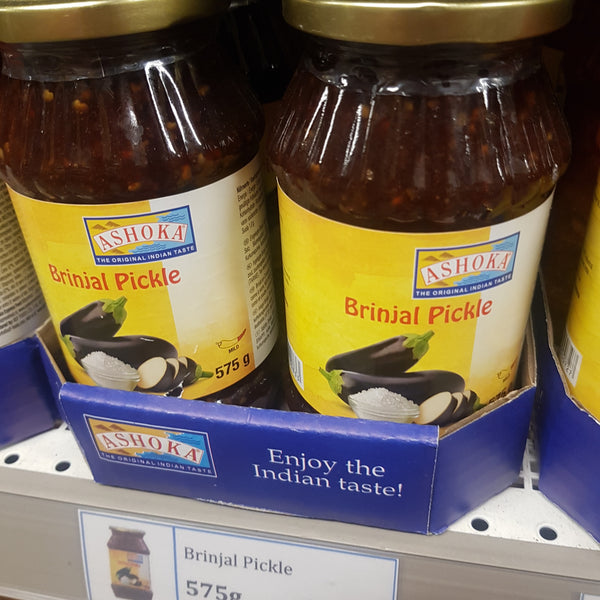 ASHOKA
THE ORIGINAL INDIAN TASTE
Brinjal Pickle
MILD
575 g
ASHOKA
THE ORIGINAL INDIAN TASTE
Brinjal Pickle
ASHOKA
THE ORIGINAL INDIAN TASTE
Enjoy the
Indian taste!
Brinjal Pickle
575g